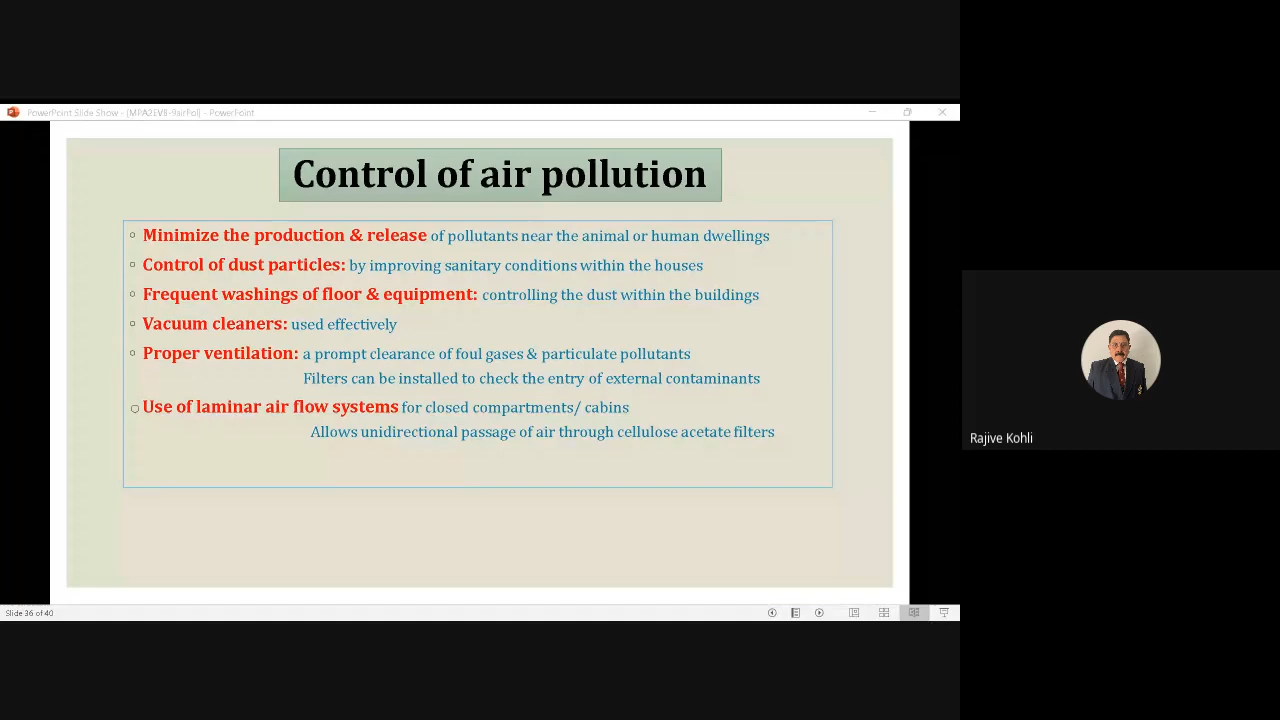 PowerPoint Slide Show - [MPA21V8-9airPol] - PowerPoint
Control of air pollution
Minimize the production & release of pollutants near the animal or human dwellings
Control of dust particles: by improving sanitary conditions within the houses
Frequent washings of floor & equipment: controlling the dust within the buildings
Vacuum cleaners: used effectively
Proper ventilation: a prompt clearance of foul gases & particulate pollutants
Filters can be installed to check the entry of external contaminants
Use of laminar air flow systems for closed compartments/ cabins
Allows unidirectional passage of air through cellulose acetate filters
Rajive Kohli
Slide 36 of 40